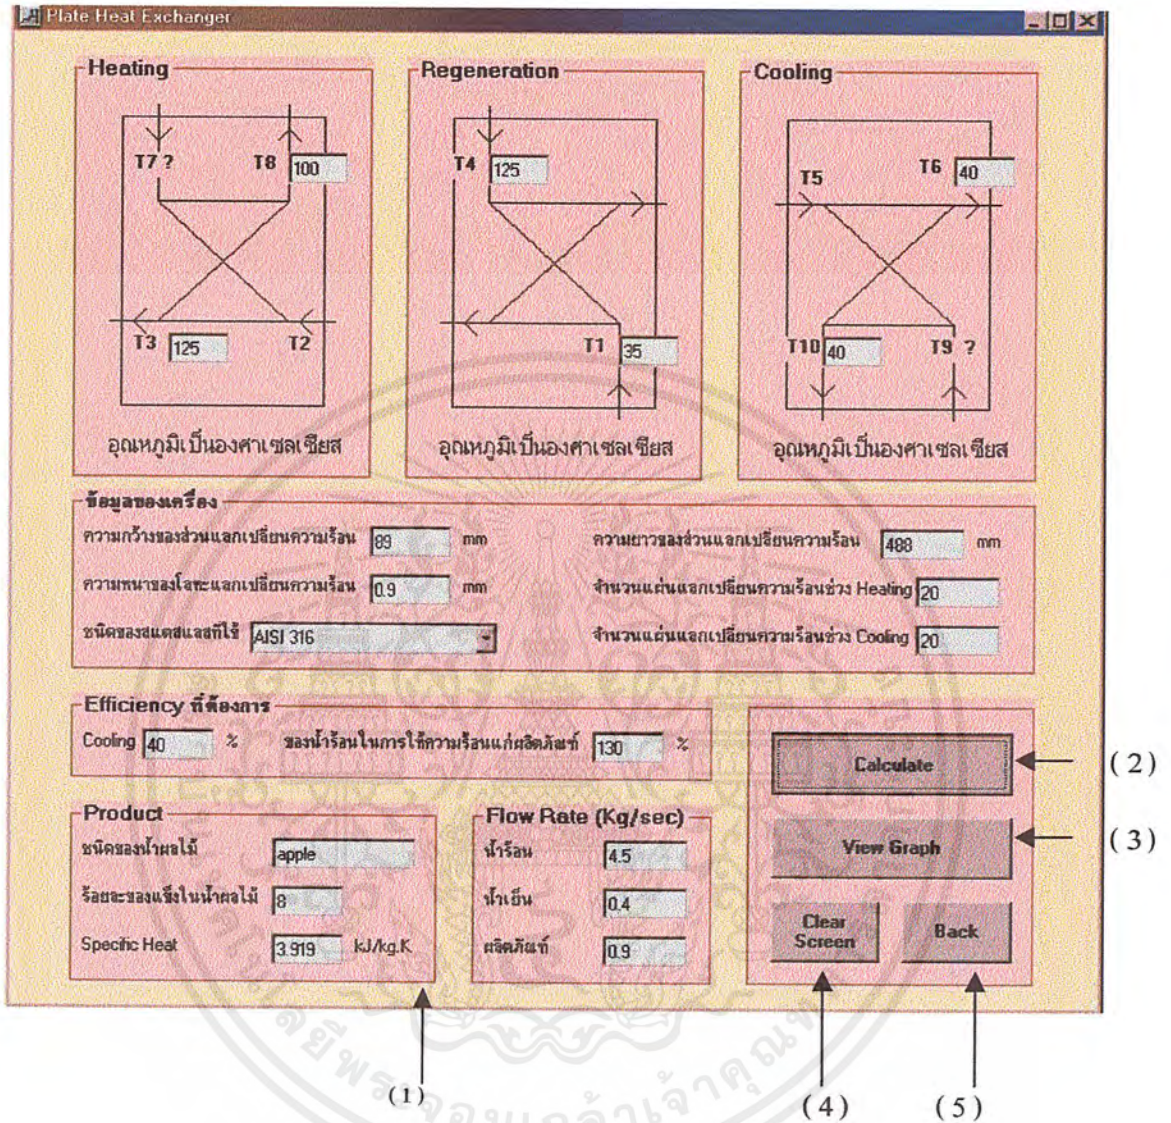 Plate Heat Exchanger
Heating
T7 ?
T8 100
T3 125
T2
อุณหภูมิเป็นองศาเซลเซียส
Regeneration
T4 125
T1 35
อุณหภูมิเป็นองศาเซลเซียส
Cooling
T5
T6 40
T10 40
T9 ?
อุณหภูมิเป็นองศาเซลเซียส
ข้อมูลของเครื่อง
ความกว้างของส่วนแลกเปลี่ยนความร้อน 89 mm
ความยาวของส่วนแลกเปลี่ยนความร้อน 488 mm
ความหนาของโลหะแลกเปลี่ยนความร้อน 0.9 mm
จำนวนแผ่นแลกเปลี่ยนความร้อนช่วง Heating 20
ชนิดของสแตสแลสที่ใช้ AISI 316
จำนวนแผ่นแลกเปลี่ยนความร้อนช่วง Cooling 20
Efficiency ที่ต้องการ
Cooling 40 % ของน้ำร้อนในการให้ความร้อนแก่ผลิตภัณฑ์ 130 %
Product
ชนิดของน้ำผลไม้ apple
ร้อยละของแข็งในน้ำผลไม้ 8
Specific Heat 3.919 kJ/kg.K
Flow Rate (Kg/sec)
น้ำร้อน 4.5
น้ำเย็น 0.4
ผลิตภัณฑ์ 0.9
Calculate
View Graph
Clear Screen
Back
(2)
(3)
(1)
(4)
(5)